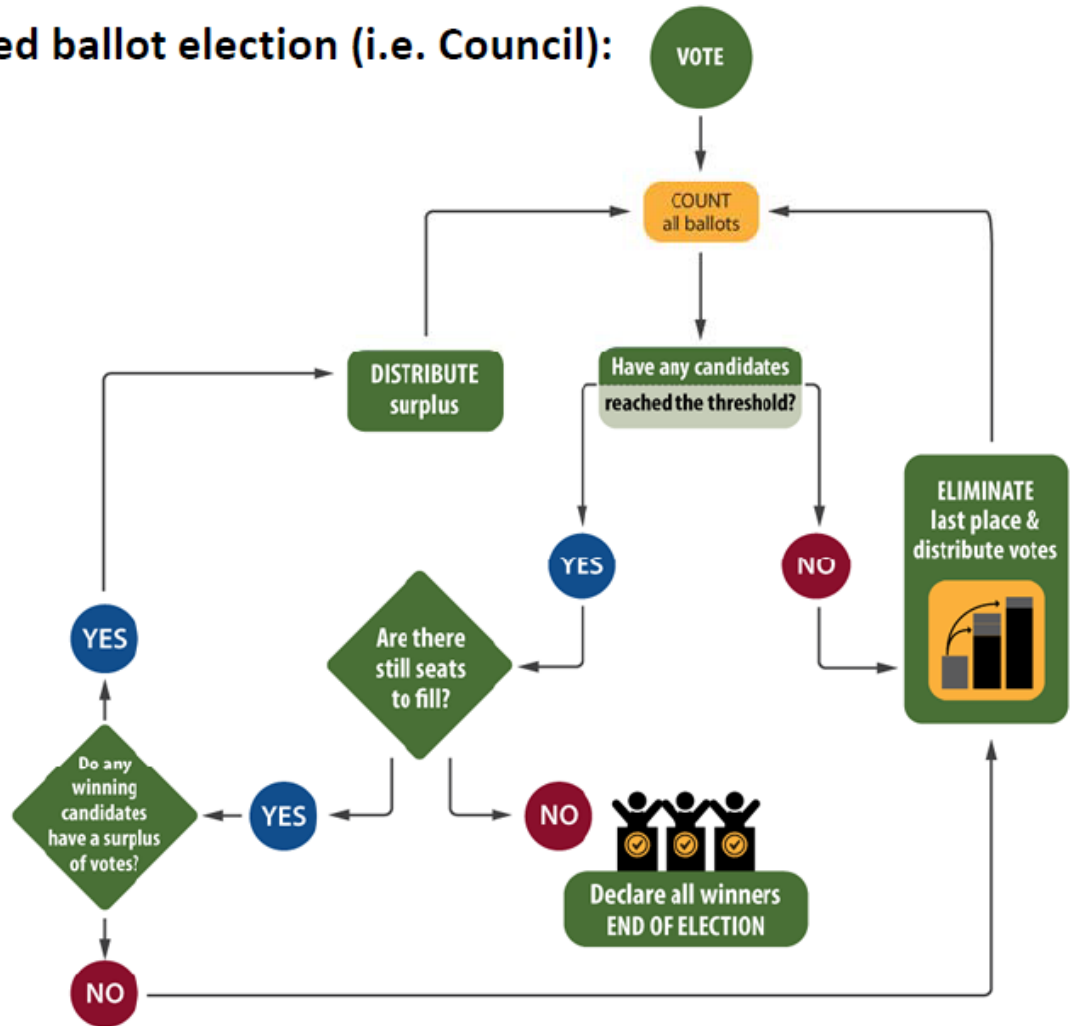 ed ballot election (i.e. Council):
VOTE
COUNT
all ballots
DISTRIBUTE
surplus
Have any candidates
reached the threshold?
ELIMINATE
last place &
distribute votes
YES
NO
Are there
still seats
to fill?
YES
Do any
winning
candidates
have a surplus
of votes?
YES
NO
Declare all winners
END OF ELECTION
NO